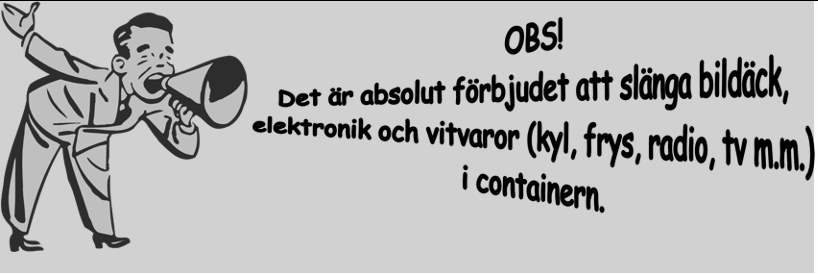 OBS!
Det är absolut förbjudet att slänga bildäck,
elektronik och vitvaror (kyl, frys, radio, tv m.m.)
i containern.